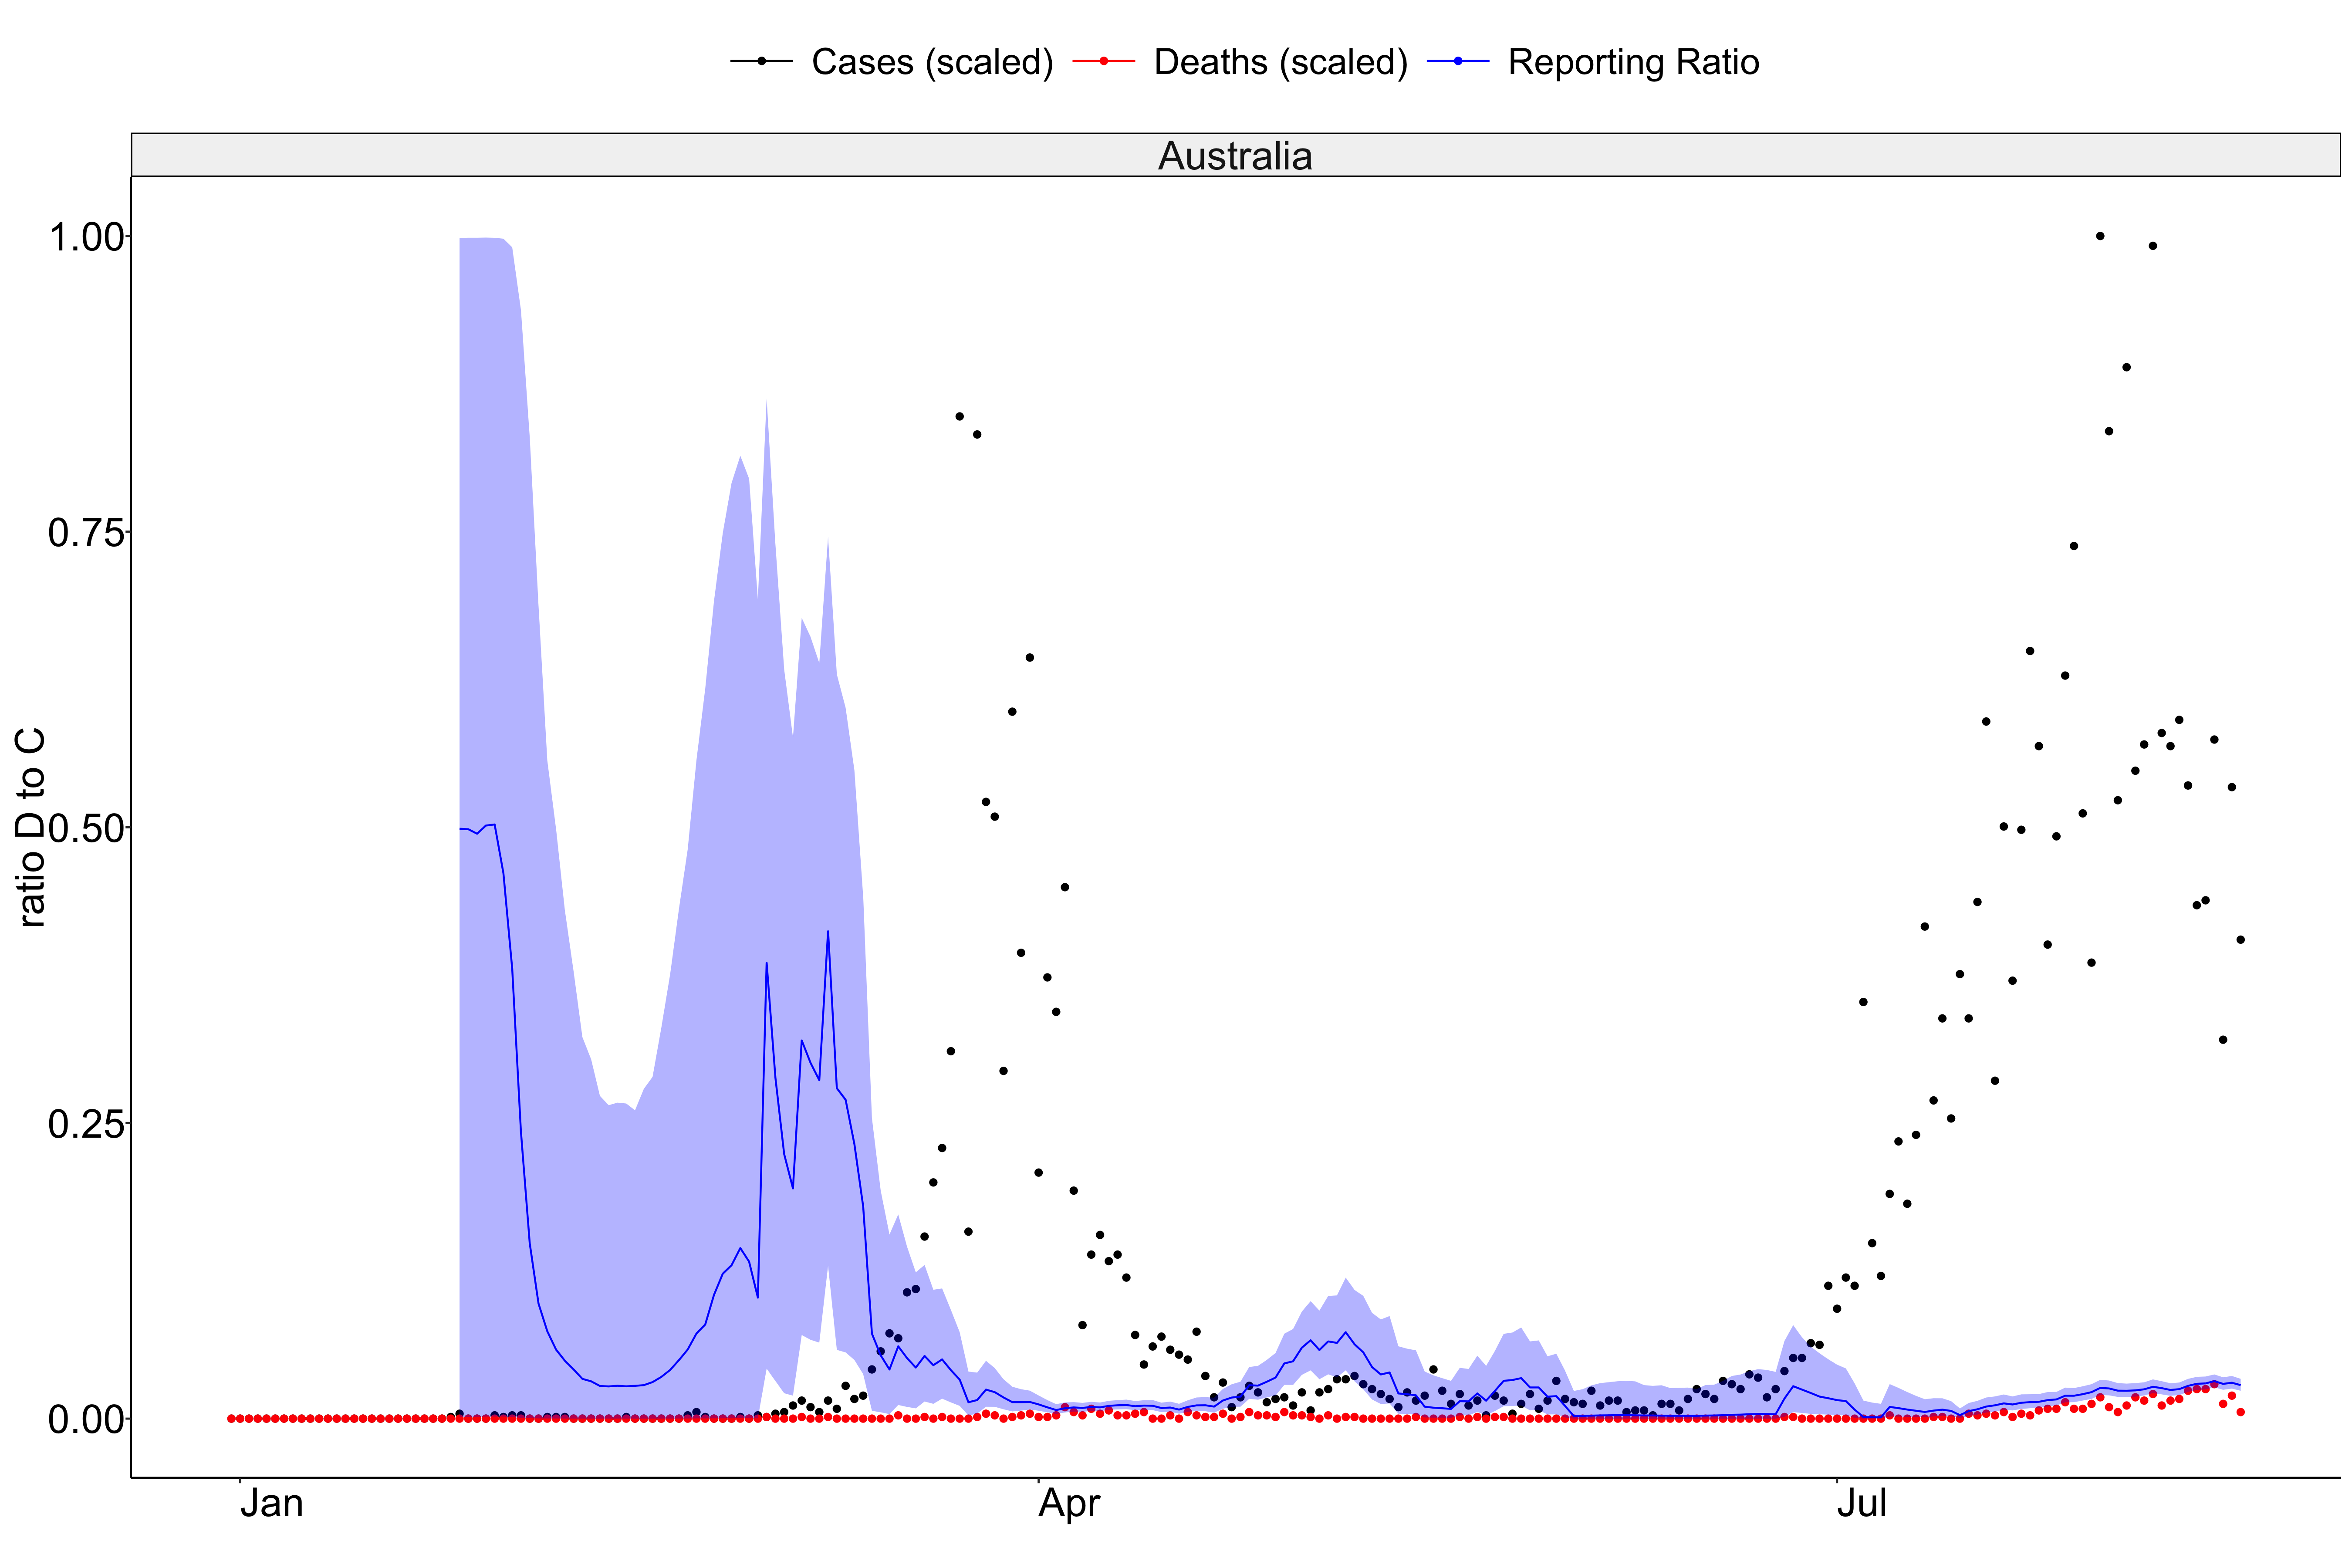 Cases (scaled) Deaths (scaled) Reporting Ratio
Australia
1.00
0.75
0.50
0.25
0.00
ratio D to C
Jan Apr Jul